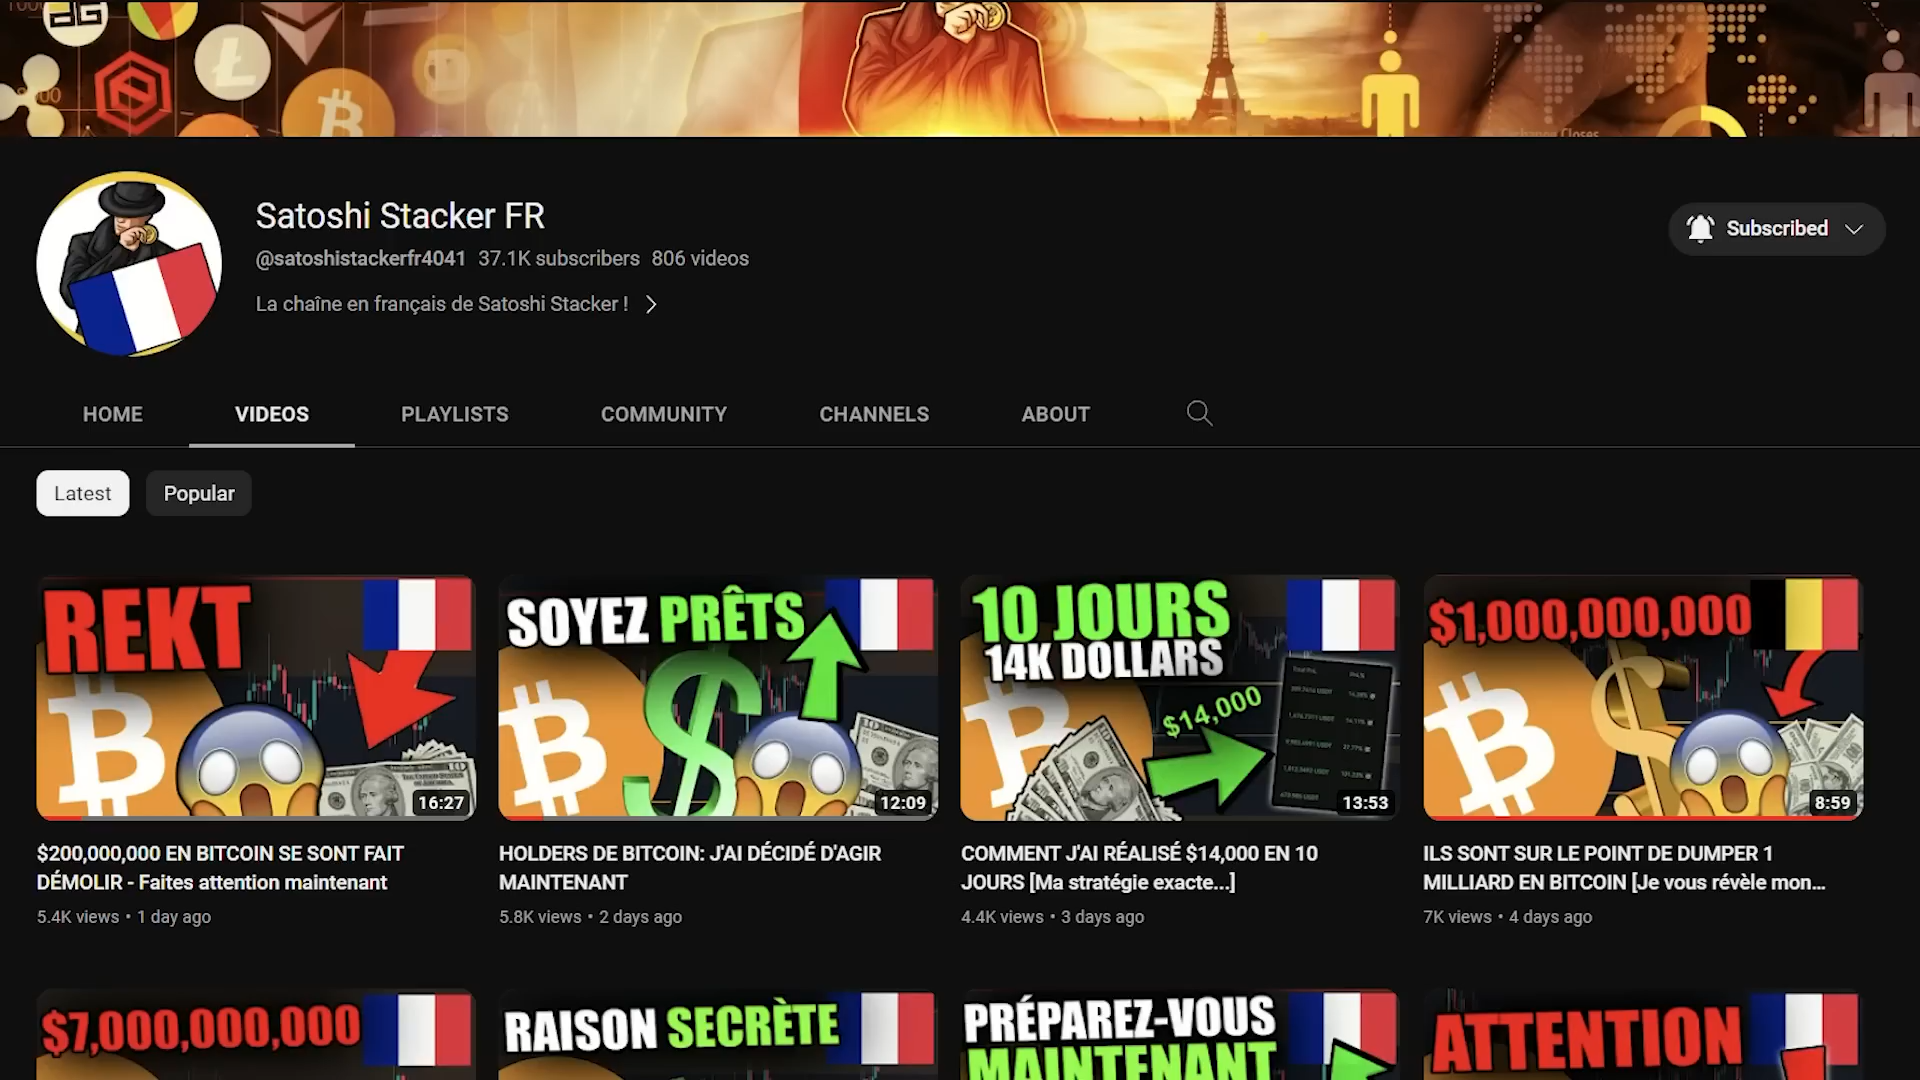 Satoshi Stacker FR
Subscribed
@satoshistackerfr4041 37.1K subscribers 806 videos
La chaîne en français de Satoshi Stacker !
HOME VIDEOS PLAYLISTS COMMUNITY CHANNELS ABOUT
Latest Popular
REKT
16:27
$200,000,000 EN BITCOIN SE SONT FAIT
DÉMOLIR - Faites attention maintenant
5.4K views • 1 day ago
SOYEZ PRÊTS
12:09
HOLDERS DE BITCOIN: J'AI DÉCIDÉ D'AGIR
MAINTENANT
5.8K views • 2 days ago
10 JOURS
14K DOLLARS
$14,000
13:53
COMMENT J'AI RÉALISÉ $14,000 EN 10
JOURS [Ma stratégie exacte...]
4.4K views • 3 days ago
$1,000,000,000
8:59
ILS SONT SUR LE POINT DE DUMPER 1
MILLIARD EN BITCOIN [Je vous révèle mon...
7K views • 4 days ago
$7,000,000,000
RAISON SECRÈTE
PRÉPAREZ-VOUS
MAINTENANT
ATTENTION